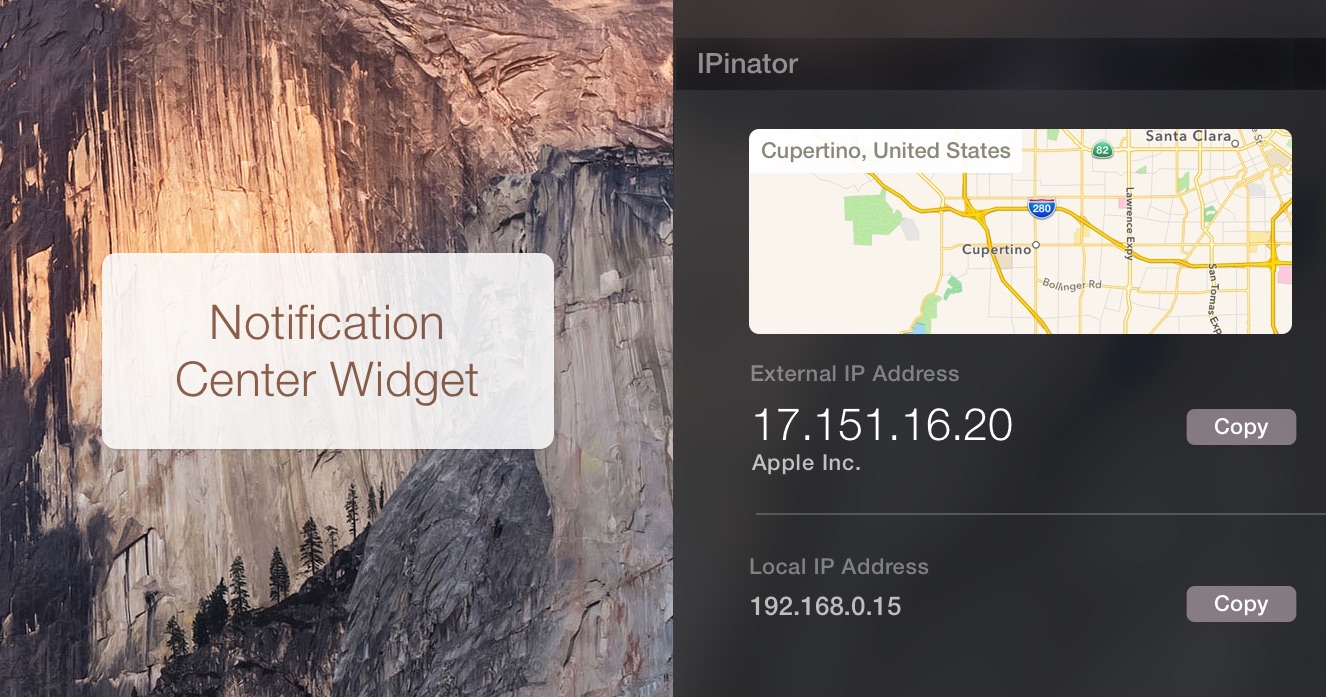 Notification
Center Widget
IPinator
Cupertino, United States
Santa Clara
82
280
Lawrence Expy
Cupertino
Bollinger Rd
San Tomas Exp
External IP Address
17.151.16.20
Copy
Apple Inc.
Local IP Address
192.168.0.15
Copy